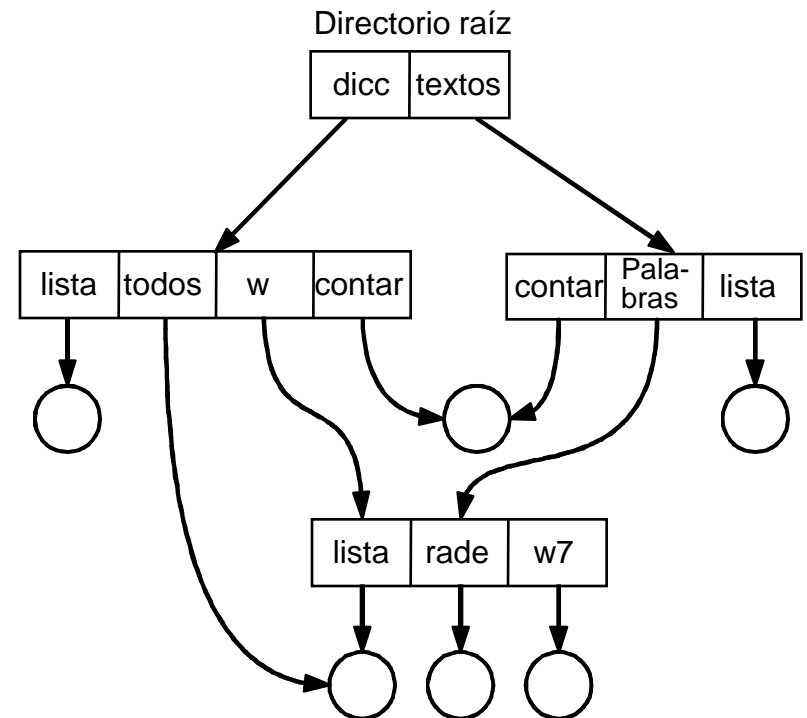 Directorio raíz
dicc textos
lista todos w contar
contar Pala-
bras lista
lista rade w7